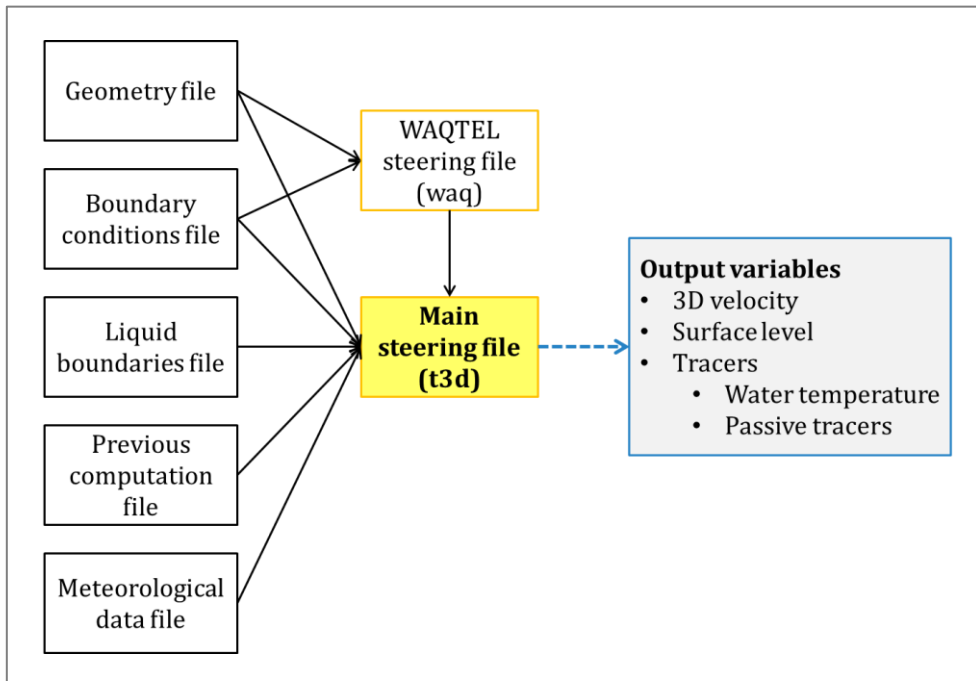 Geometry file
Boundary
conditions file
Liquid
boundaries file
Previous
computation
file
Meteorological
data file
WAQTEL
steering file
(waq)
Main
steering file
(t3d)
Output variables
• 3D velocity
• Surface level
• Tracers
• Water temperature
• Passive tracers